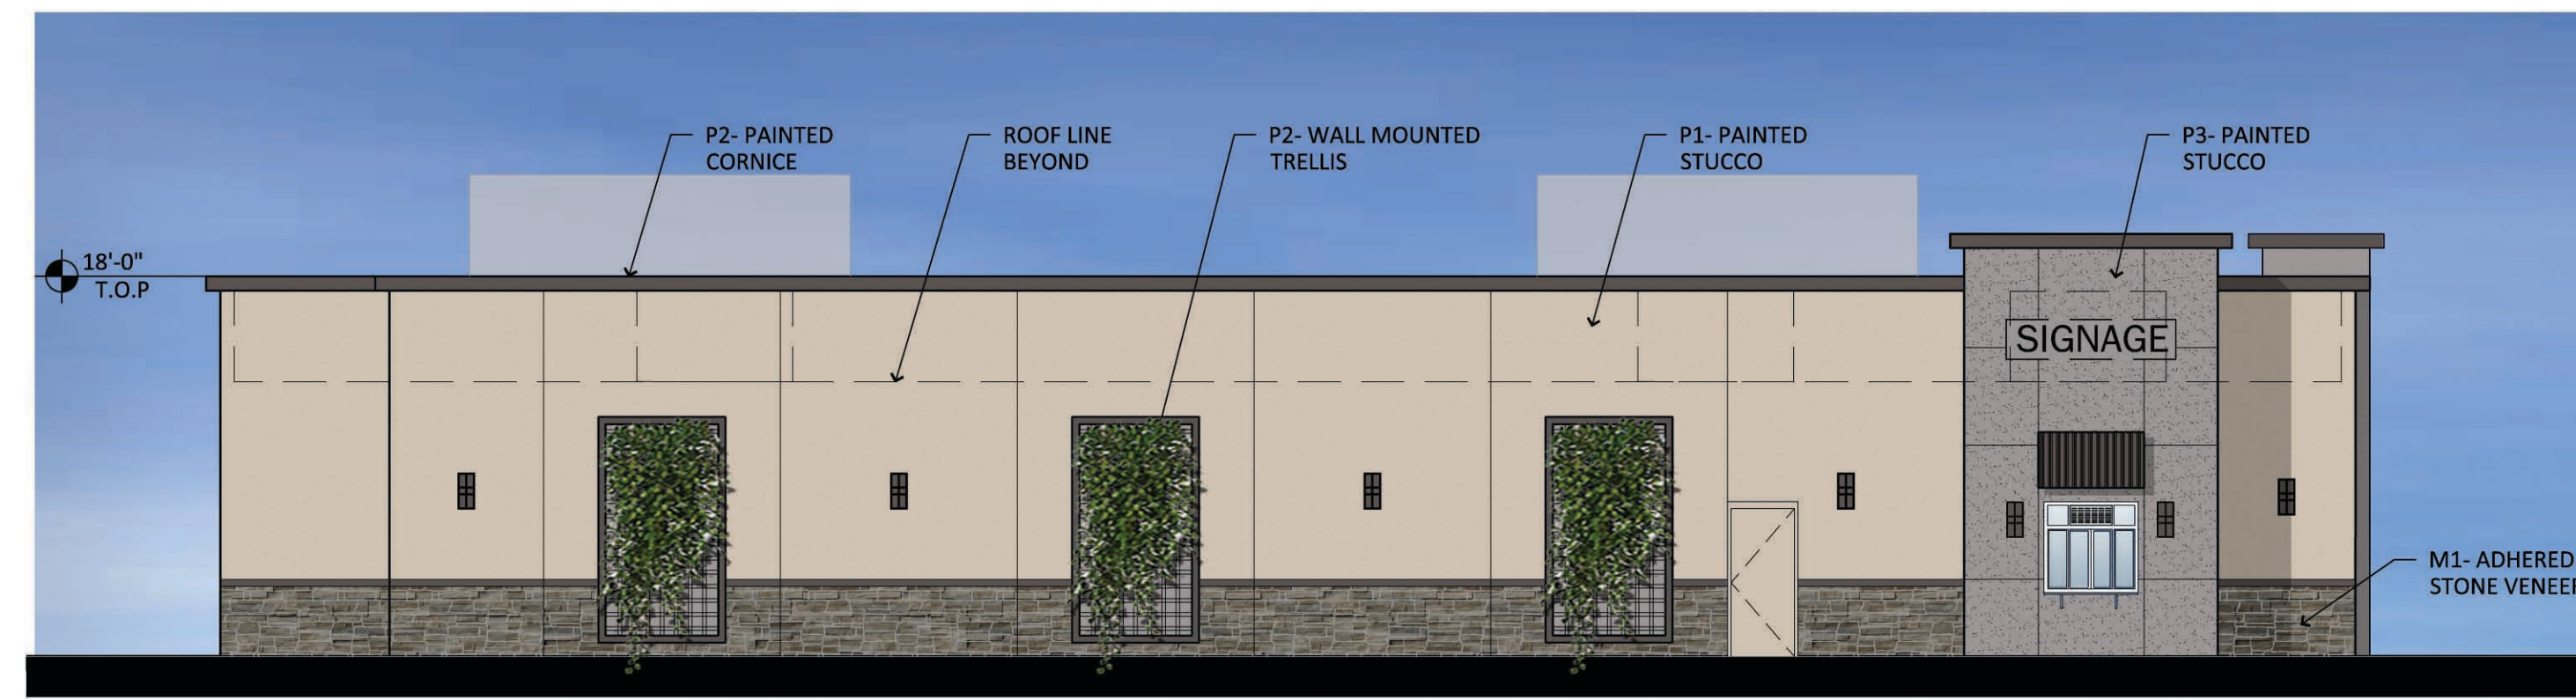 P2- PAINTED
CORNICE
ROOF LINE
BEYOND
P2- WALL MOUNTED
TRELLIS
P1- PAINTED
STUCCO
P3- PAINTED
STUCCO
18'-0"
T.O.P
SIGNAGE
M1- ADHERED
STONE VENEER